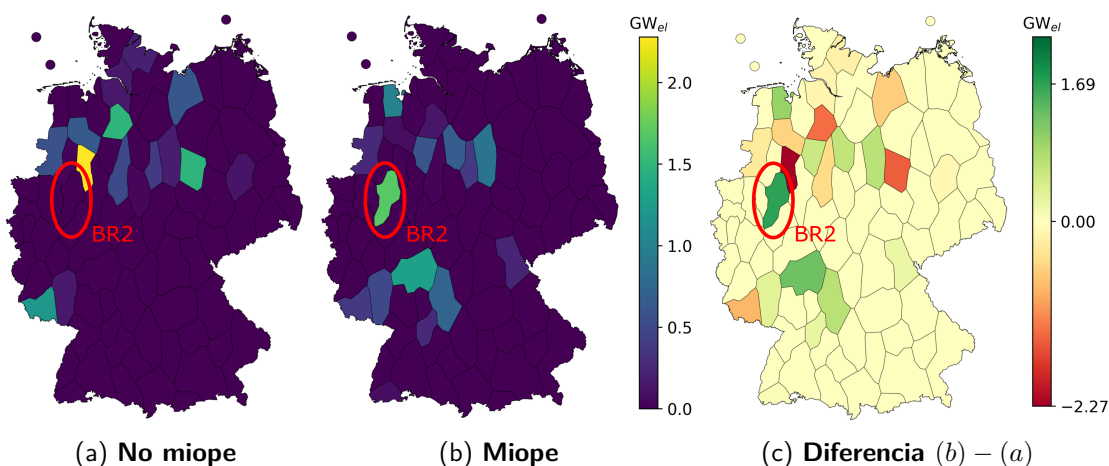 GW_el
2.0
1.5
1.0
0.5
0.0
GW_el
1.69
0.00
−2.27
BR2
BR2
BR2
(a) No miope
(b) Miope
(c) Diferencia (b) − (a)